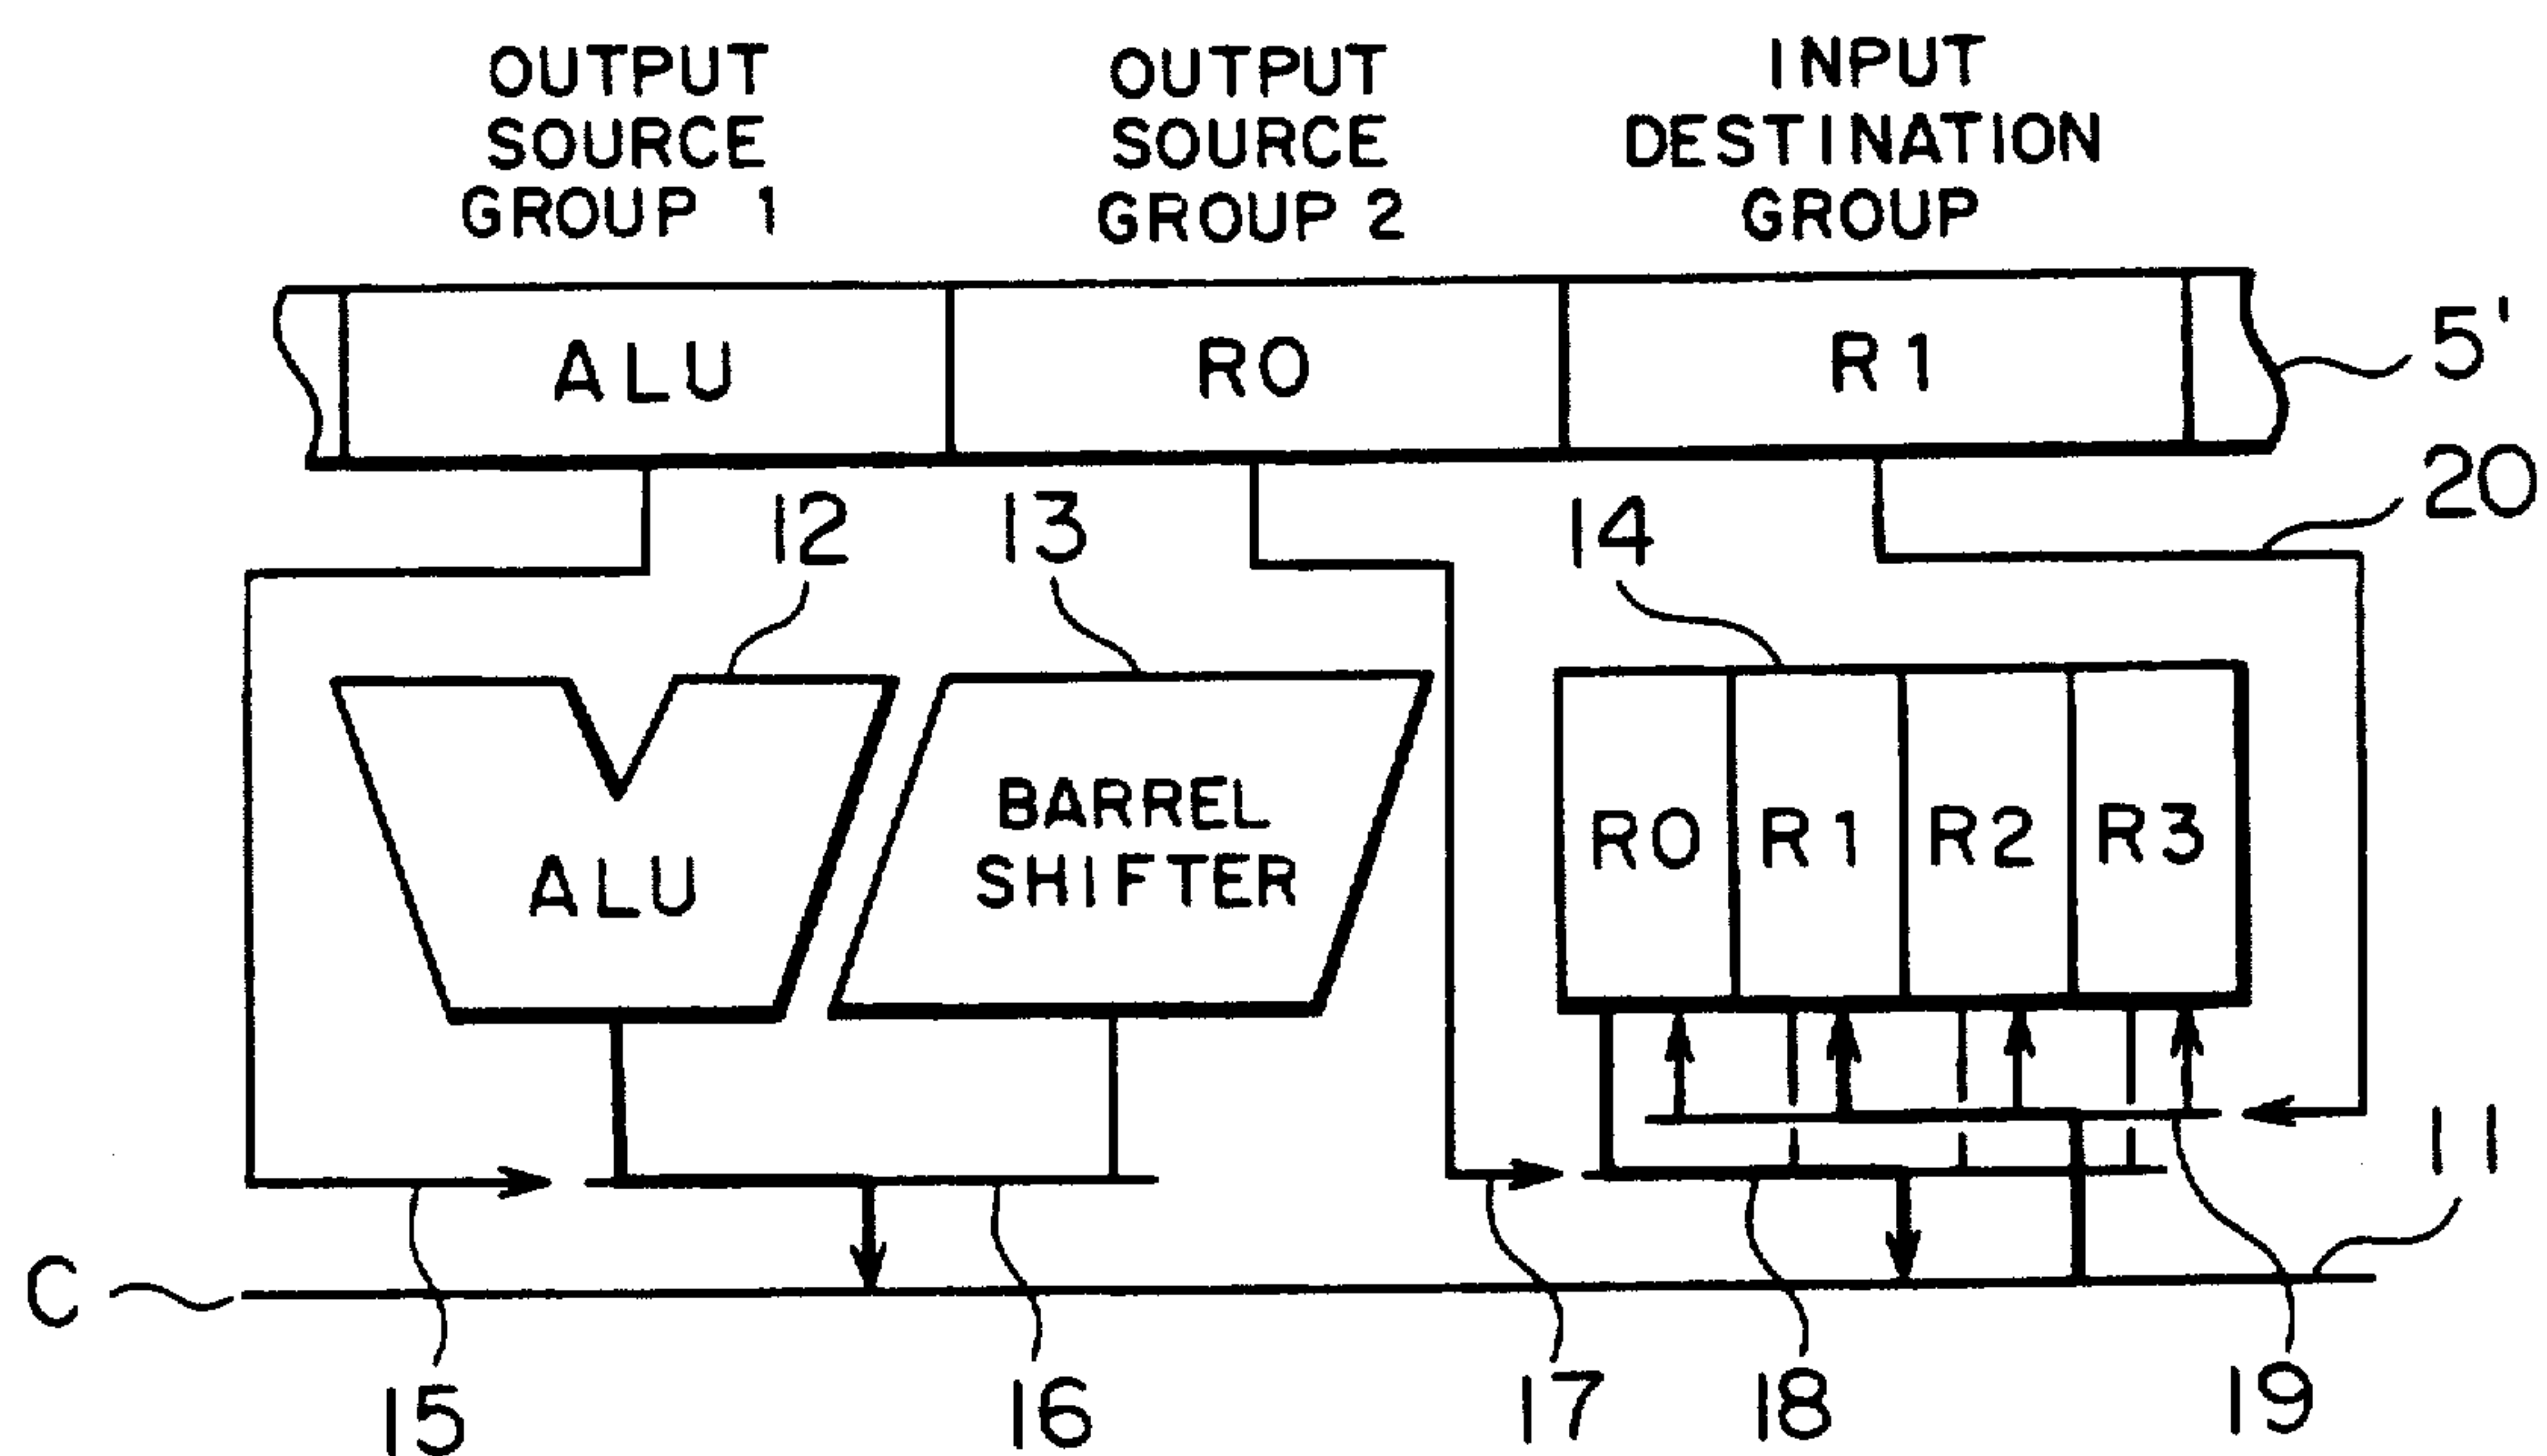 OUTPUT
SOURCE
GROUP 1
OUTPUT
SOURCE
GROUP 2
INPUT
DESTINATION
GROUP
ALU
R0
R1
5'
20
12
13
14
ALU
BARREL
SHIFTER
R0
R1
R2
R3
11
C
15
16
17
18
19